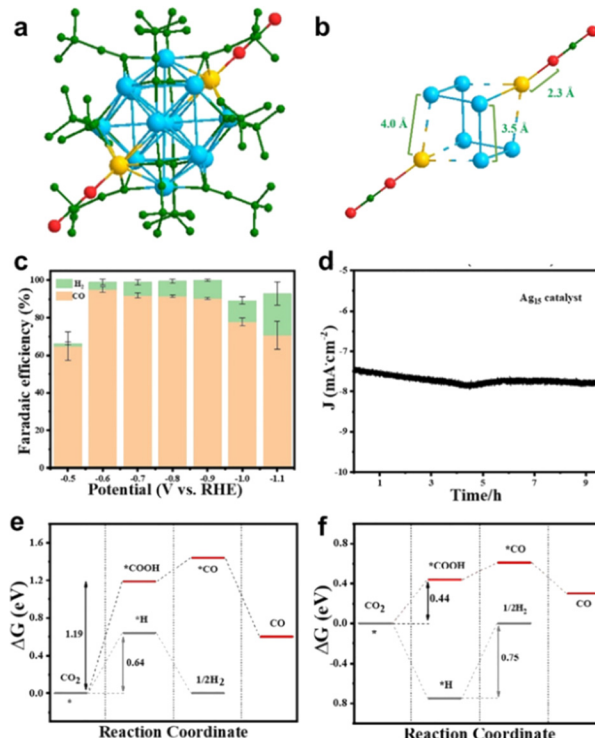 a
b
2.3 Å
4.0 Å
3.5 Å
c
d
H₂
CO
Faradaic efficiency (%)
100
80
60
40
20
0
-0.5 -0.6 -0.7 -0.8 -0.9 -1.0 -1.1
Potential (V vs. RHE)
Ag₁₅ catalyst
J (mA cm⁻²)
-5
-6
-7
-8
-9
-10
1 3 5 7 9
Time/h
e
f
ΔG (eV)
1.8
1.2
0.6
0.0
*COOH
*CO
*H
CO
1.19
0.64
CO₂
*
1/2H₂
Reaction Coordinate
ΔG (eV)
0.8
0.4
0.0
0.4
0.8
*COOH
*CO
CO₂
*
0.44
1/2H₂
CO
0.75
*H
Reaction Coordinate